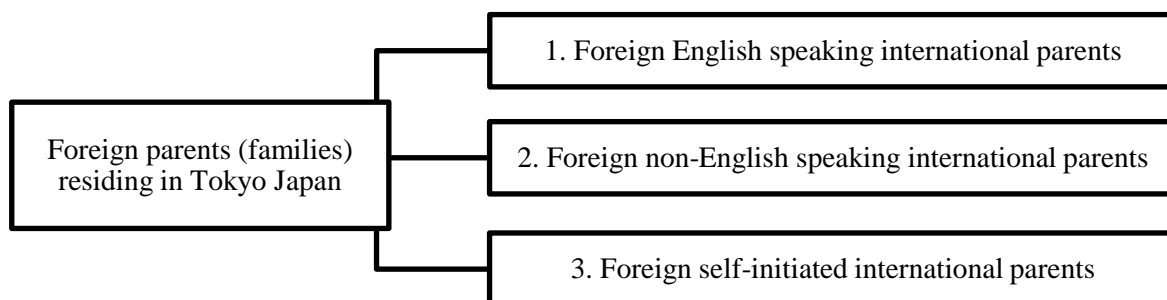 1. Foreign English speaking international parents
Foreign parents (families)
residing in Tokyo Japan
2. Foreign non-English speaking international parents
3. Foreign self-initiated international parents